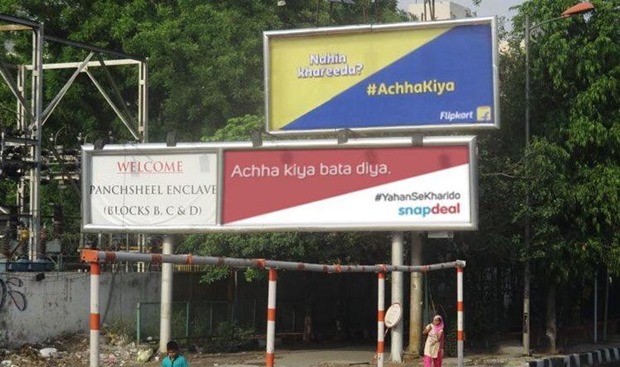 Nahin
khareeda?
#AchhaKiya
Flipkart
WELCOME
PANCHSHEEL ENCLAVE
(BLOCKS B, C & D)
Achha kiya bata diya.
#YahanSeKharido
snapdeal